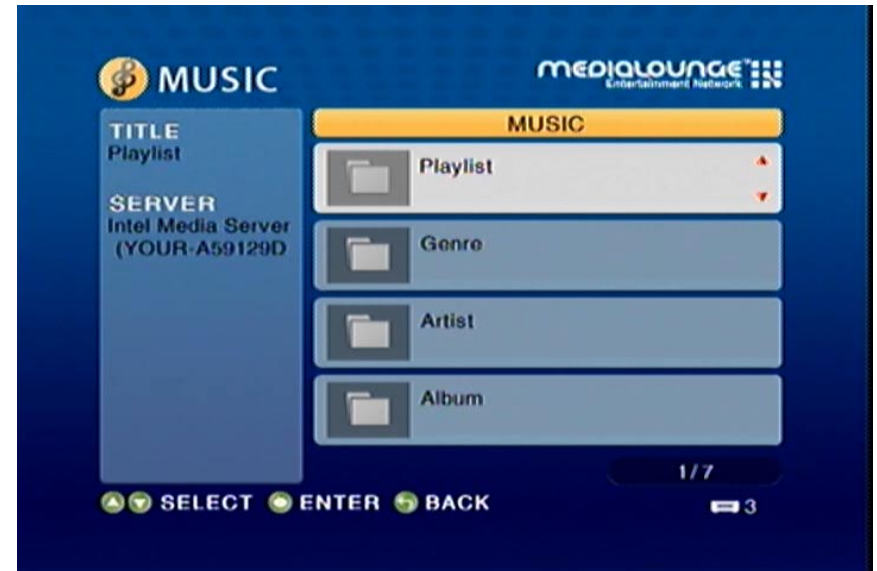 MUSIC
MEDIALOUNGE™
Entertainment Network
TITLE
Playlist
SERVER
Intel Media Server
(YOUR-A59129D
MUSIC
Playlist
Genre
Artist
Album
1/7
SELECT ENTER BACK
3